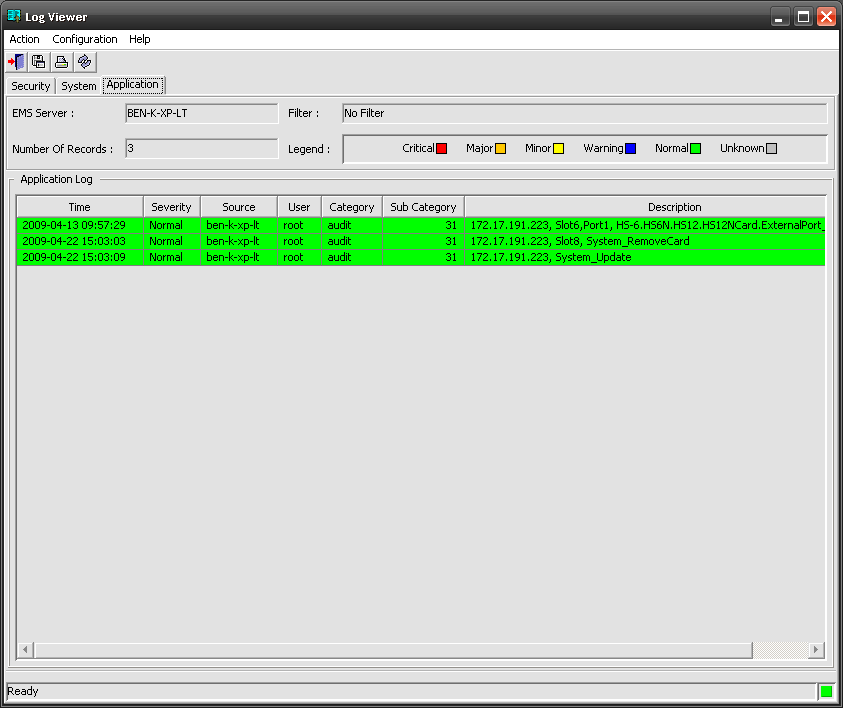 Log Viewer
Action Configuration Help
Security System Application
EMS Server : BEN-K-XP-LT Filter : No Filter
Number Of Records : 3 Legend : Critical Major Minor Warning Normal Unknown
Application Log
Time Severity Source User Category Sub Category Description
2009-04-13 09:57:29 Normal ben-k-xp-lt root audit 31 172.17.191.223, Slot6,Port1, HS-6.HS6N.HS12.HS12NCard.ExternalPort_
2009-04-22 15:03:03 Normal ben-k-xp-lt root audit 31 172.17.191.223, Slot8, System_RemoveCard
2009-04-22 15:03:09 Normal ben-k-xp-lt root audit 31 172.17.191.223, System_Update
Ready